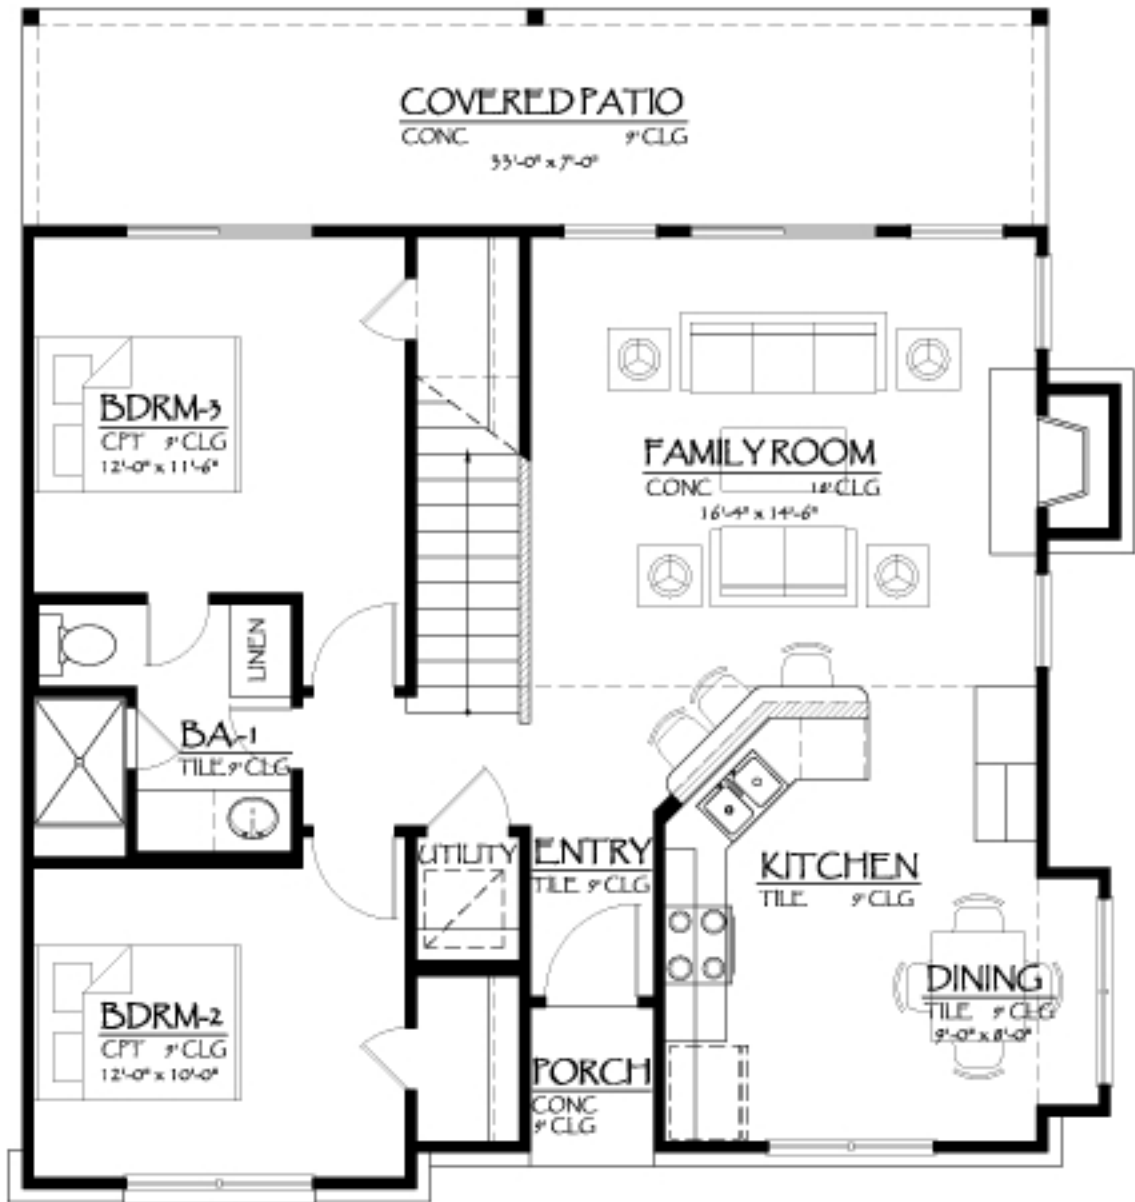 COVERED PATIO
CONC 9' CLG
33'-0" x 7'-0"
BDRM-3
CPT 9' CLG
12'-0" x 11'-6"
FAMILY ROOM
CONC CLG
16'-4" x 14'-6"
LINEN
BA-1
TILE 9' CLG
UTILITY
ENTRY
TILE 9' CLG
KITCHEN
TILE 9' CLG
DINING
TILE 9' CLG
9'-0" x 8'-0"
BDRM-2
CPT 9' CLG
12'-0" x 10'-0"
PORCH
CONC
9' CLG